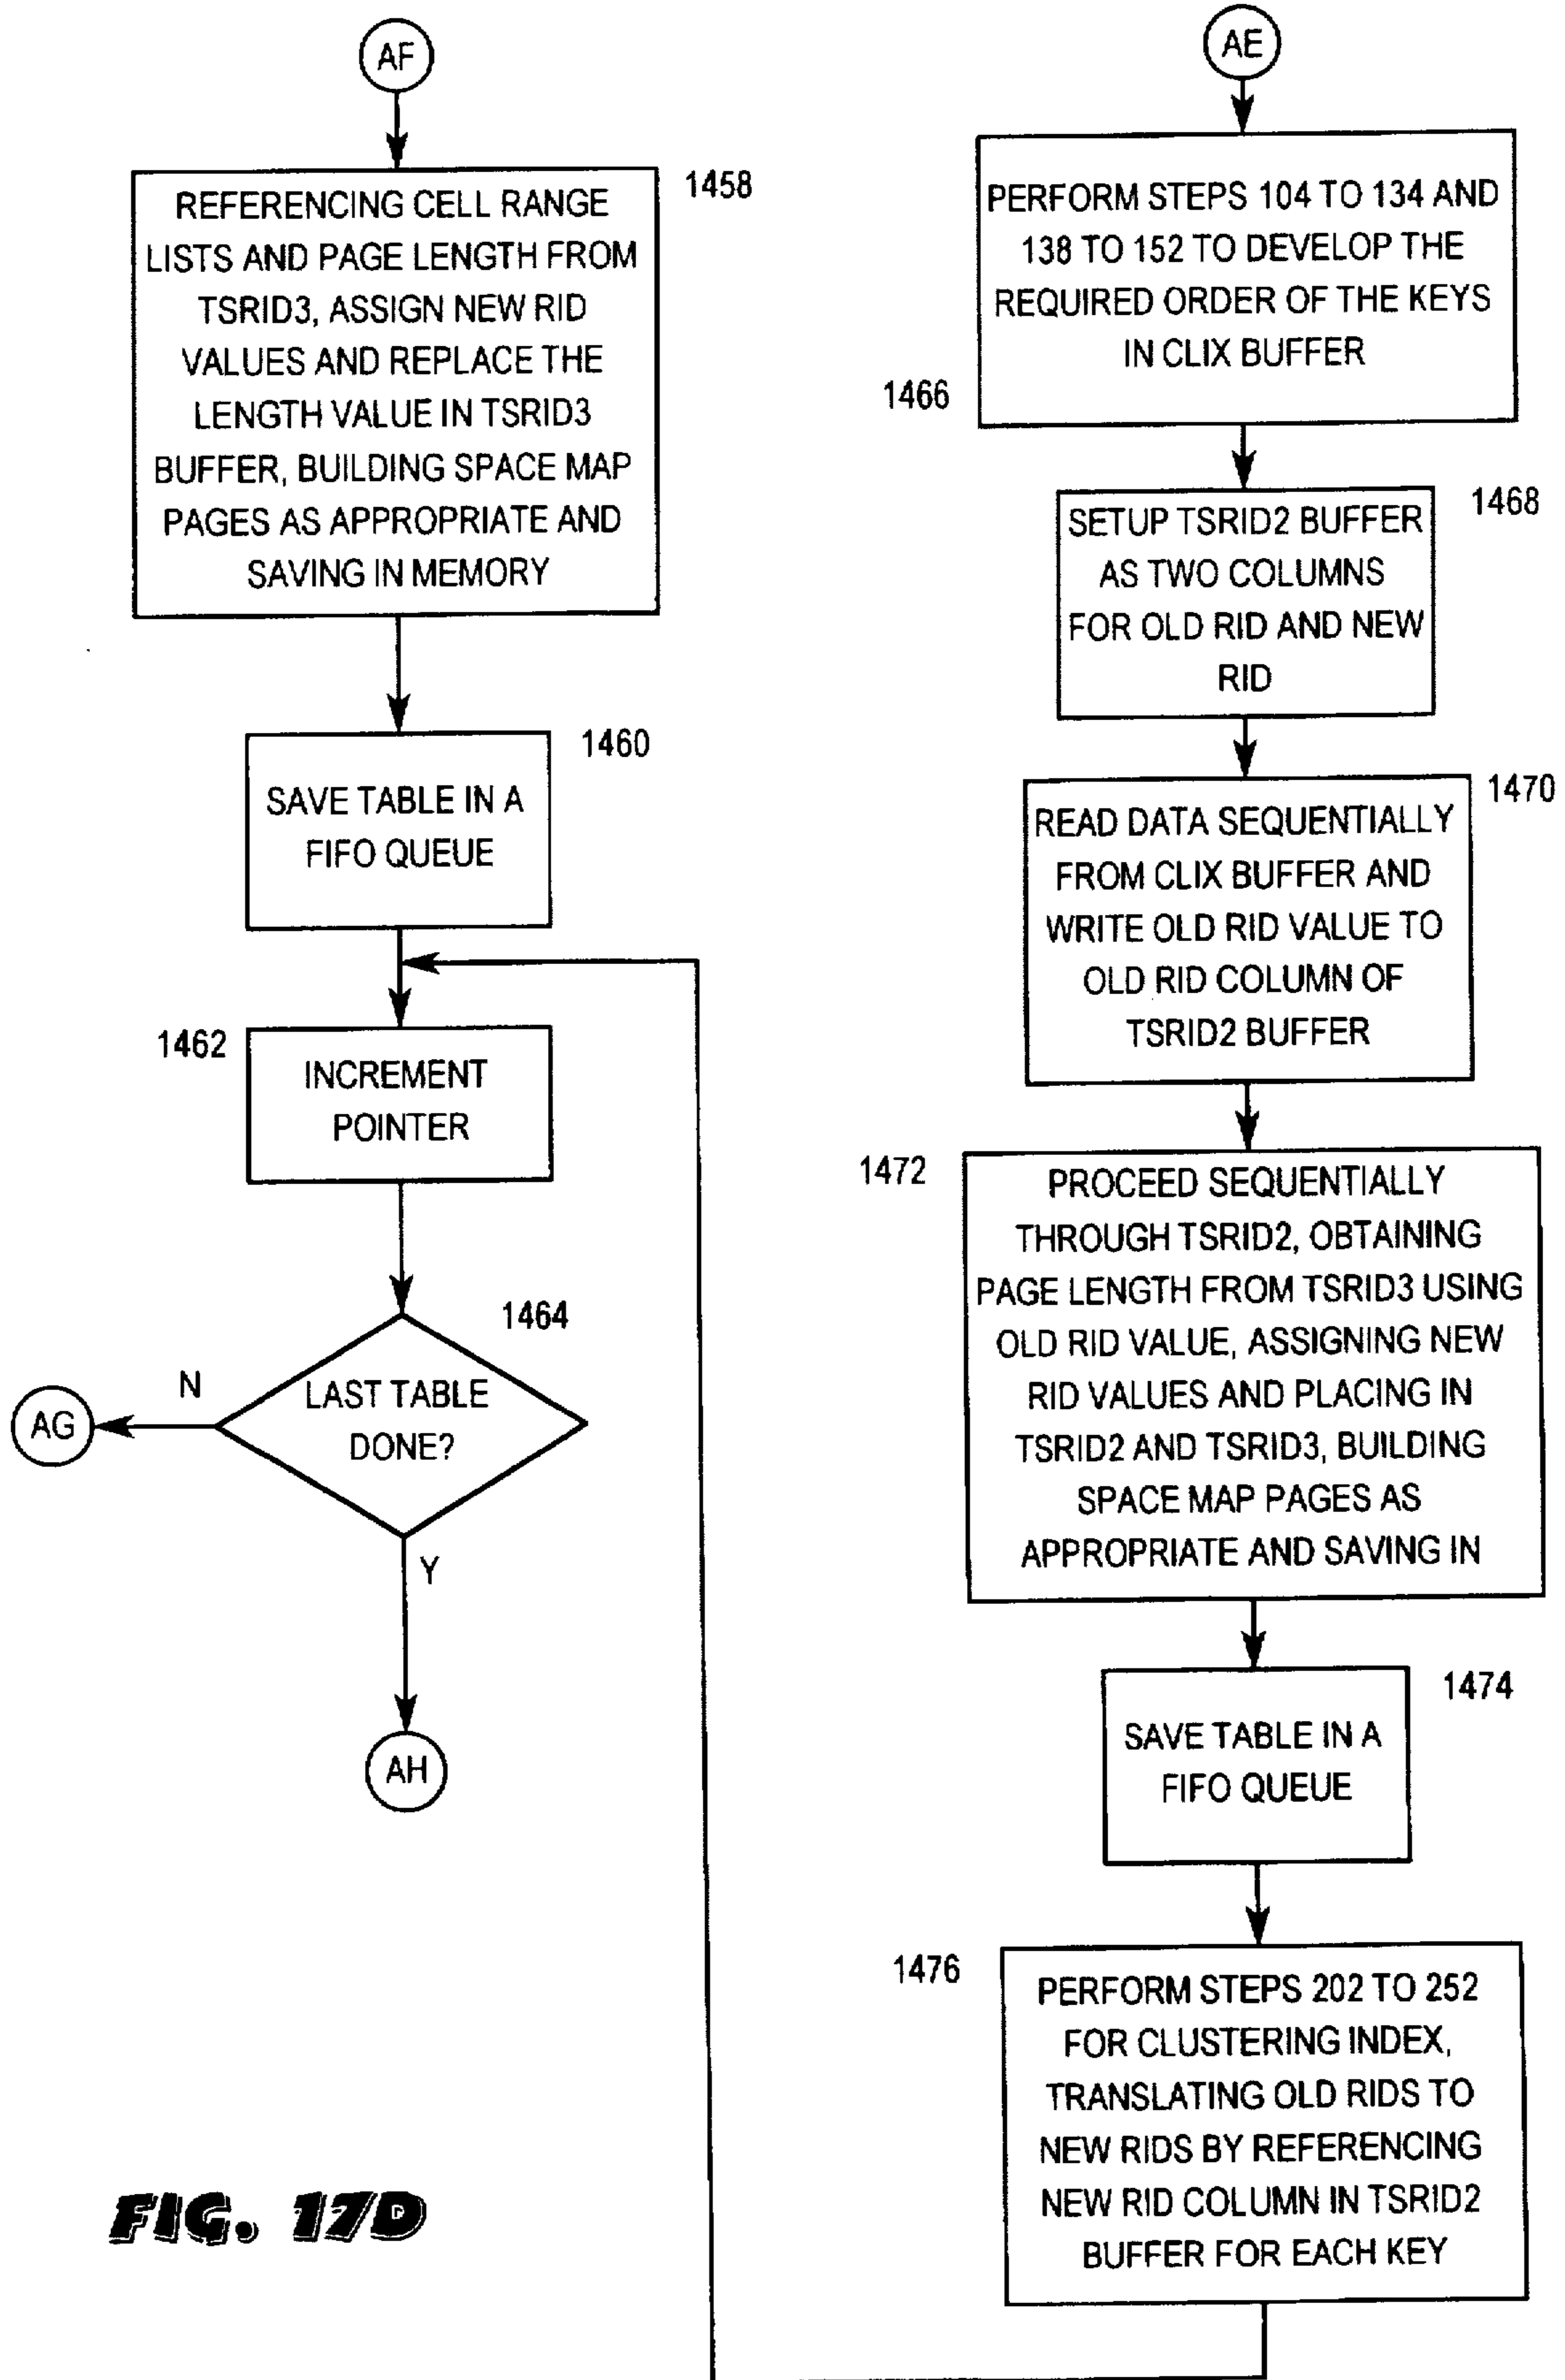 AF
1458
REFERENCING CELL RANGE
LISTS AND PAGE LENGTH FROM
TSRID3, ASSIGN NEW RID
VALUES AND REPLACE THE
LENGTH VALUE IN TSRID3
BUFFER, BUILDING SPACE MAP
PAGES AS APPROPRIATE AND
SAVING IN MEMORY
1460
SAVE TABLE IN A
FIFO QUEUE
1462
INCREMENT
POINTER
1464
LAST TABLE
DONE?
N
AG
Y
AH
AE
PERFORM STEPS 104 TO 134 AND
138 TO 152 TO DEVELOP THE
REQUIRED ORDER OF THE KEYS
IN CLIX BUFFER
1466
1468
SETUP TSRID2 BUFFER
AS TWO COLUMNS
FOR OLD RID AND NEW
RID
1470
READ DATA SEQUENTIALLY
FROM CLIX BUFFER AND
WRITE OLD RID VALUE TO
OLD RID COLUMN OF
TSRID2 BUFFER
1472
PROCEED SEQUENTIALLY
THROUGH TSRID2, OBTAINING
PAGE LENGTH FROM TSRID3 USING
OLD RID VALUE, ASSIGNING NEW
RID VALUES AND PLACING IN
TSRID2 AND TSRID3, BUILDING
SPACE MAP PAGES AS
APPROPRIATE AND SAVING IN
1474
SAVE TABLE IN A
FIFO QUEUE
1476
PERFORM STEPS 202 TO 252
FOR CLUSTERING INDEX,
TRANSLATING OLD RIDS TO
NEW RIDS BY REFERENCING
NEW RID COLUMN IN TSRID2
BUFFER FOR EACH KEY
FIG. 17D